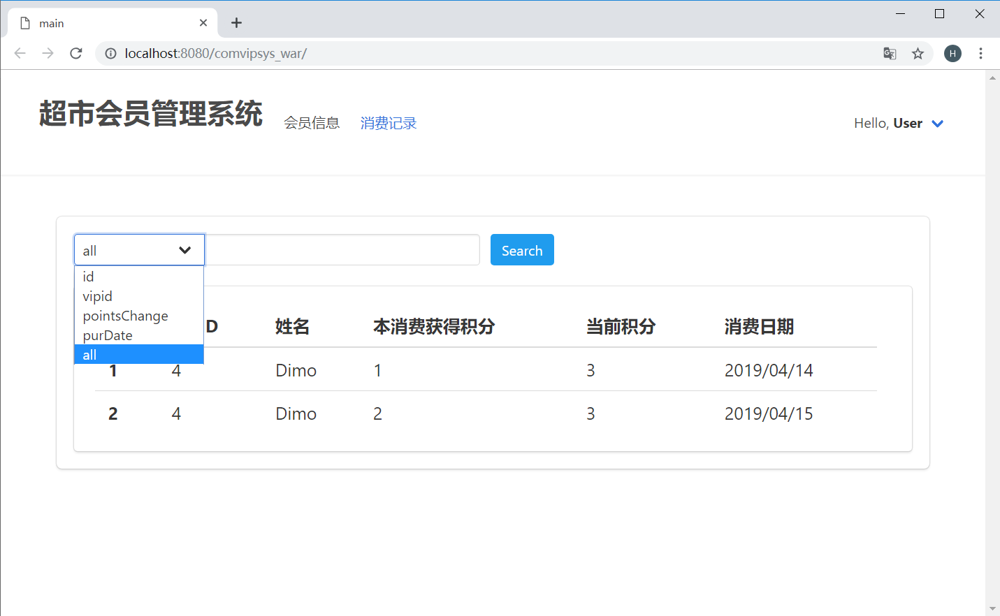 main
localhost:8080/comvipsys_war/
H
超市会员管理系统 会员信息 消费记录 Hello, User
all Search
id
vipid
pointsChange
purDate
all
D 姓名 本消费获得积分 当前积分 消费日期
1 4 Dimo 1 3 2019/04/14
2 4 Dimo 2 3 2019/04/15